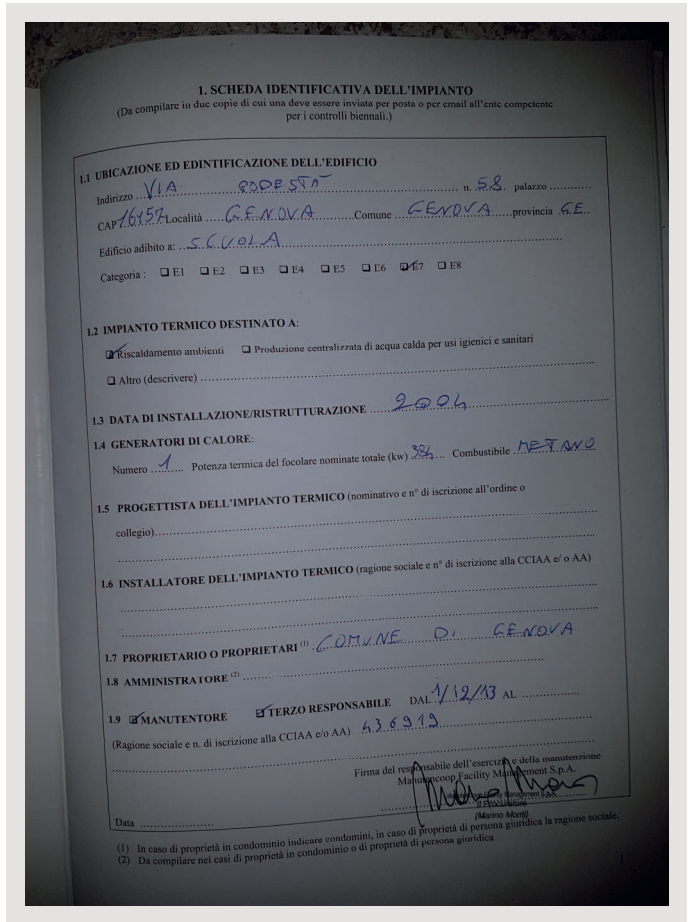 1. SCHEDA IDENTIFICATIVA DELL'IMPIANTO
(Da compilare in due copie di cui una deve essere inviata per posta o per email all'ente competente
per i controlli biennali.)
1.1 UBICAZIONE ED EDINTIFICAZIONE DELL'EDIFICIO
Indirizzo VIA PODESTÀ n. 58 palazzo
CAP 16157 Località GENOVA Comune GENOVA provincia GE
Edificio adibito a: SCUOLA
Categoria : ❑ E1 ❑ E2 ❑ E3 ❑ E4 ❑ E5 ❑ E6 ☑ E7 ❑ E8
1.2 IMPIANTO TERMICO DESTINATO A:
☑ Riscaldamento ambienti ❑ Produzione centralizzata di acqua calda per usi igienici e sanitari
❑ Altro (descrivere)
1.3 DATA DI INSTALLAZIONE/RISTRUTTURAZIONE 2004
1.4 GENERATORI DI CALORE:
Numero 1 Potenza termica del focolare nominate totale (kw) 384 Combustibile METANO
1.5 PROGETTISTA DELL'IMPIANTO TERMICO (nominativo e n° di iscrizione all'ordine o
collegio)
1.6 INSTALLATORE DELL'IMPIANTO TERMICO (ragione sociale e n° di iscrizione alla CCIAA e/ o AA)
1.7 PROPRIETARIO O PROPRIETARI (1) COMUNE DI GENOVA
1.8 AMMINISTRATORE (2)
1.9 ☑ MANUTENTORE ☑ TERZO RESPONSABILE DAL 1/12/13 AL
(Ragione sociale e n. di iscrizione alla CCIAA e/o AA) 436919
Firma del responsabile dell'esercizio e della manutenzione
Manutencoop Facility Management S.p.A.
Il Procuratore
(Marino Monti)
Data
(1) In caso di proprietà in condominio indicare condomini, in caso di proprietà di persona giuridica la ragione sociale.
(2) Da compilare nei casi di proprietà in condominio o di proprietà di persona giuridica
1